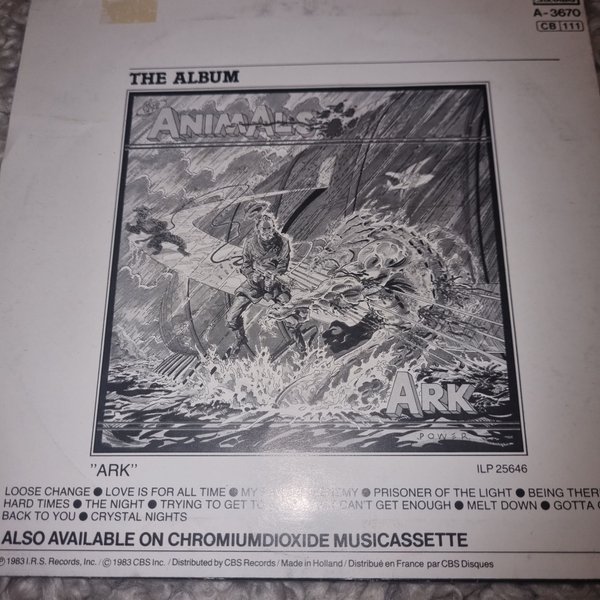 A-3670
CB 111
THE ALBUM
The ANIMALS
ARK
POWER
"ARK" ILP 25646
LOOSE CHANGE ● LOVE IS FOR ALL TIME ● MY ● PRISONER OF THE LIGHT ● BEING THER
HARD TIMES ● THE NIGHT ● TRYING TO GET TO CAN'T GET ENOUGH ● MELT DOWN ● GOTTA
BACK TO YOU ● CRYSTAL NIGHTS
ALSO AVAILABLE ON CHROMIUMDIOXIDE MUSICASSETTE
℗ 1983 I.R.S. Records, Inc. / © 1983 CBS Inc. / Distributed by CBS Records / Made in Holland / Distribué en France par CBS Disques